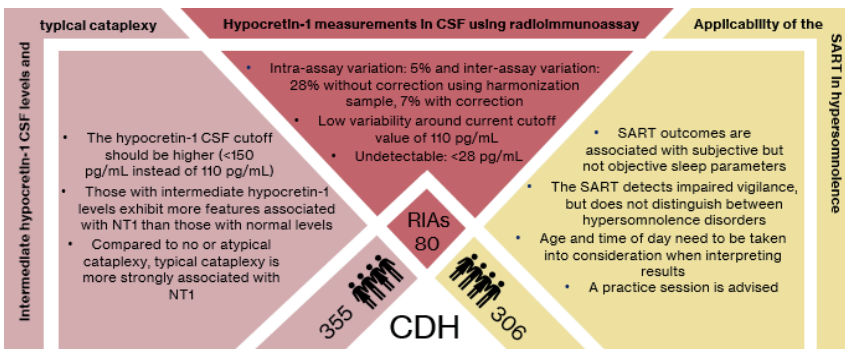 typical cataplexy
Intermediate hypocretin-1 CSF levels and
Hypocretin-1 measurements in CSF using radioimmunoassay
Applicability of the
SART in hypersomnolence
• Intra-assay variation: 5% and inter-assay variation:
28% without correction using harmonization
sample, 7% with correction
• Low variability around current cutoff
value of 110 pg/mL
• Undetectable: <28 pg/mL
• The hypocretin-1 CSF cutoff
should be higher (<150
pg/mL instead of 110 pg/mL)
• Those with intermediate hypocretin-1
levels exhibit more features associated
with NT1 than those with normal levels
• Compared to no or atypical
cataplexy, typical cataplexy is
more strongly associated with
NT1
• SART outcomes are
associated with subjective but
not objective sleep parameters
• The SART detects impaired vigilance,
but does not distinguish between
hypersomnolence disorders
• Age and time of day need to be taken
into consideration when interpreting
results
• A practice session is advised
RIAs
80
355
306
CDH